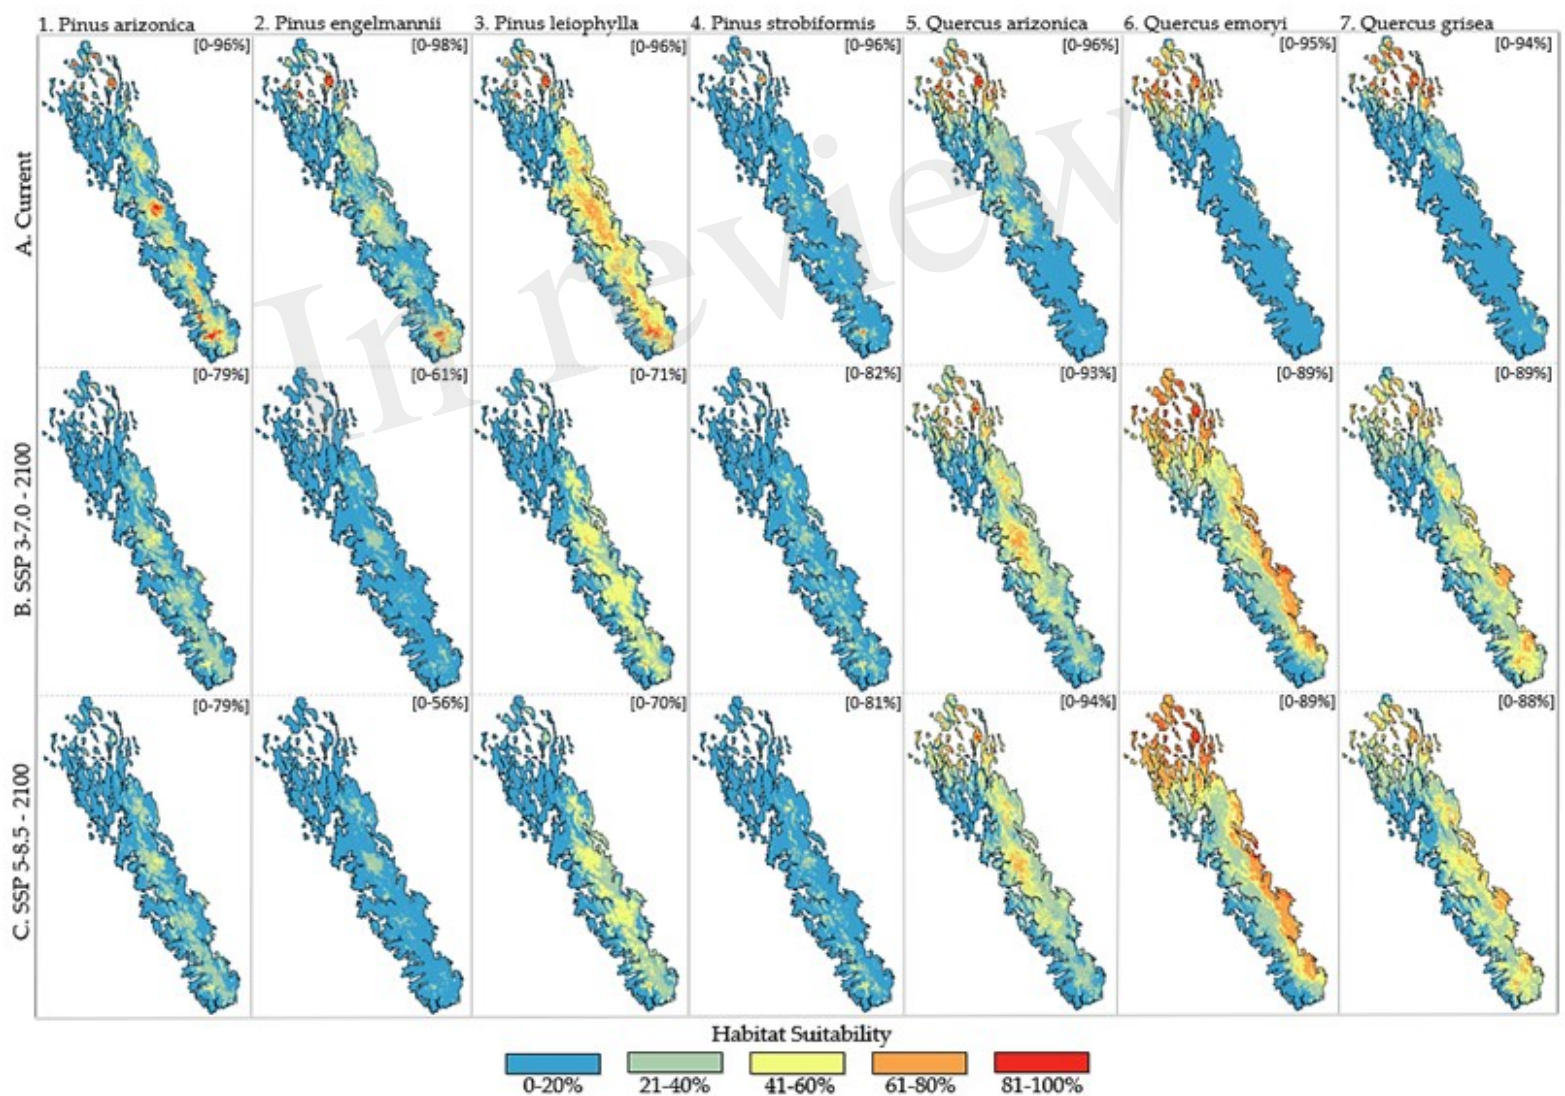 1. Pinus arizonica
2. Pinus engelmannii
3. Pinus leiophylla
4. Pinus strobiformis
5. Quercus arizonica
6. Quercus emoryi
7. Quercus grisea
A. Current
[0-96%]
[0-98%]
[0-96%]
[0-96%]
[0-96%]
[0-95%]
[0-94%]
In review
B. SSP 3-7.0 - 2100
[0-79%]
[0-61%]
[0-71%]
[0-82%]
[0-93%]
[0-89%]
[0-89%]
C. SSP 5-8.5 - 2100
[0-79%]
[0-56%]
[0-70%]
[0-81%]
[0-94%]
[0-89%]
[0-88%]
Habitat Suitability
0-20%
21-40%
41-60%
61-80%
81-100%